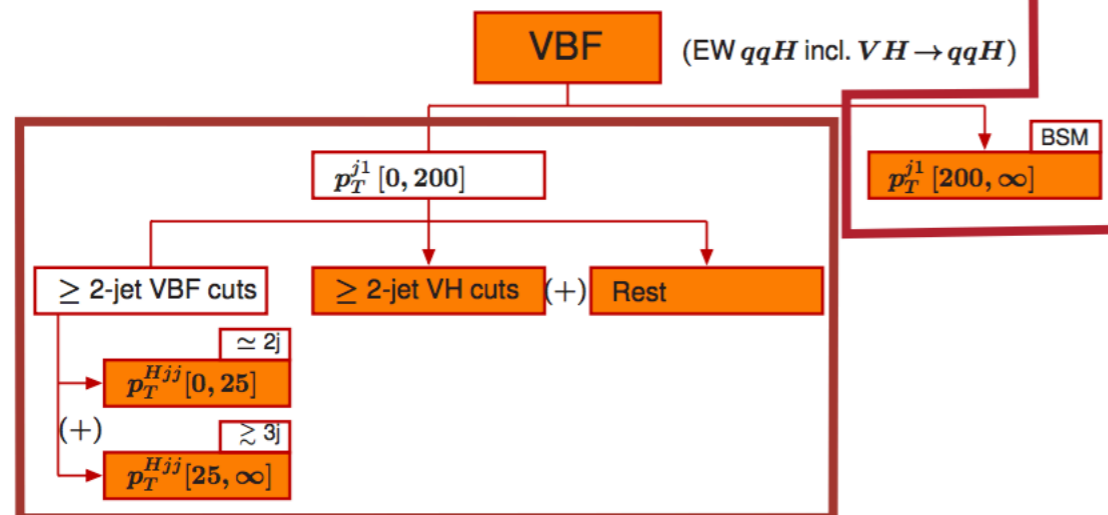 VBF (EW qqH incl. VH → qqH)
BSM
p_T^{j1} [0, 200]
p_T^{j1} [200, ∞]
≥ 2-jet VBF cuts
≥ 2-jet VH cuts (+) Rest
≃ 2j
p_T^{Hjj} [0, 25]
(+)
≳ 3j
p_T^{Hjj} [25, ∞]